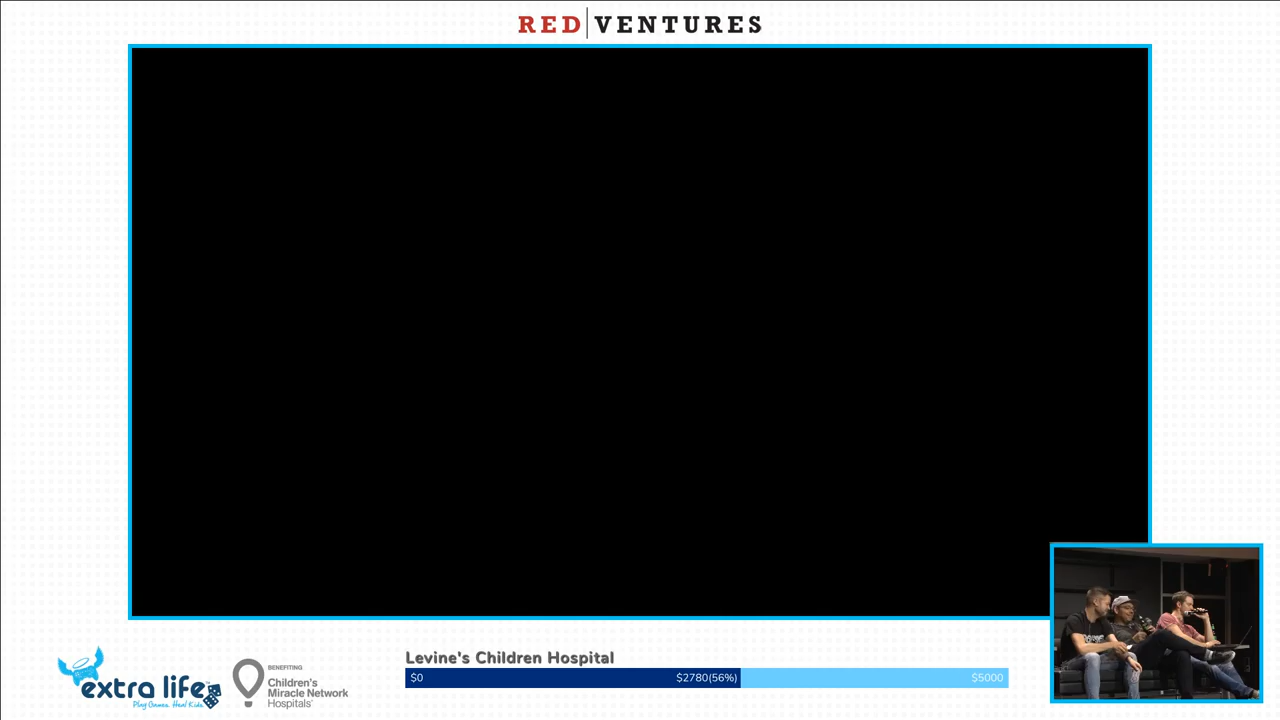 RED VENTURES
Levine's Children Hospital
$0 $2780(56%) $5000
extra life
Play Games. Heal Kids.
BENEFITING
Children's
Miracle Network
Hospitals